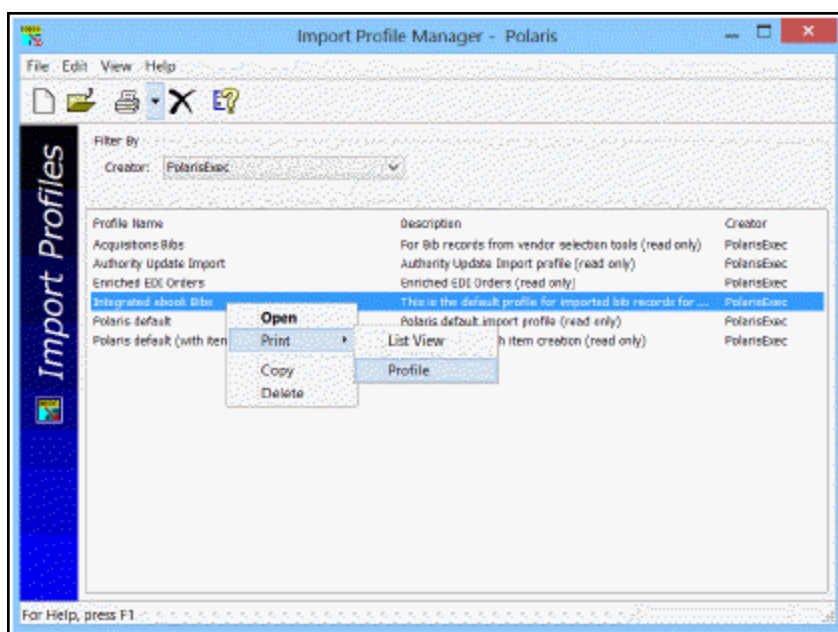 Import Profile Manager - Polaris
File Edit View Help
Import Profiles
Filter By
Creator: PolarisExec
Profile Name Description Creator
Acquisitions Bibs For Bib records from vendor selection tools (read only) PolarisExec
Authority Update Import Authority Update Import profile (read only) PolarisExec
Enriched EDI Orders Enriched EDI Orders (read only) PolarisExec
Integrated ebook Bibs This is the default profile for imported bib records for ... PolarisExec
Polaris default Polaris default import profile (read only) PolarisExec
Polaris default (with iten h item creation (read only) PolarisExec
Open
Print List View
Copy Profile
Delete
For Help, press F1